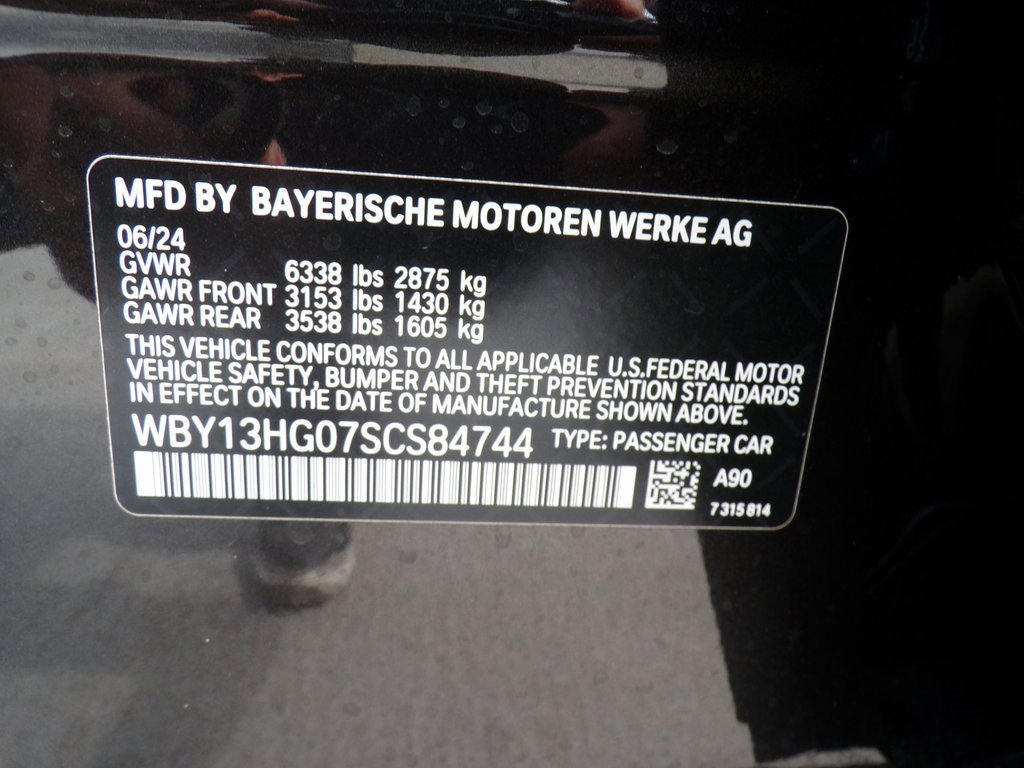 MFD BY BAYERISCHE MOTOREN WERKE AG
06/24
GVWR 6338 lbs 2875 kg
GAWR FRONT 3153 lbs 1430 kg
GAWR REAR 3538 lbs 1605 kg
THIS VEHICLE CONFORMS TO ALL APPLICABLE U.S.FEDERAL MOTOR
VEHICLE SAFETY, BUMPER AND THEFT PREVENTION STANDARDS
IN EFFECT ON THE DATE OF MANUFACTURE SHOWN ABOVE.
WBY13HG07SCS84744 TYPE: PASSENGER CAR
A90
7315814